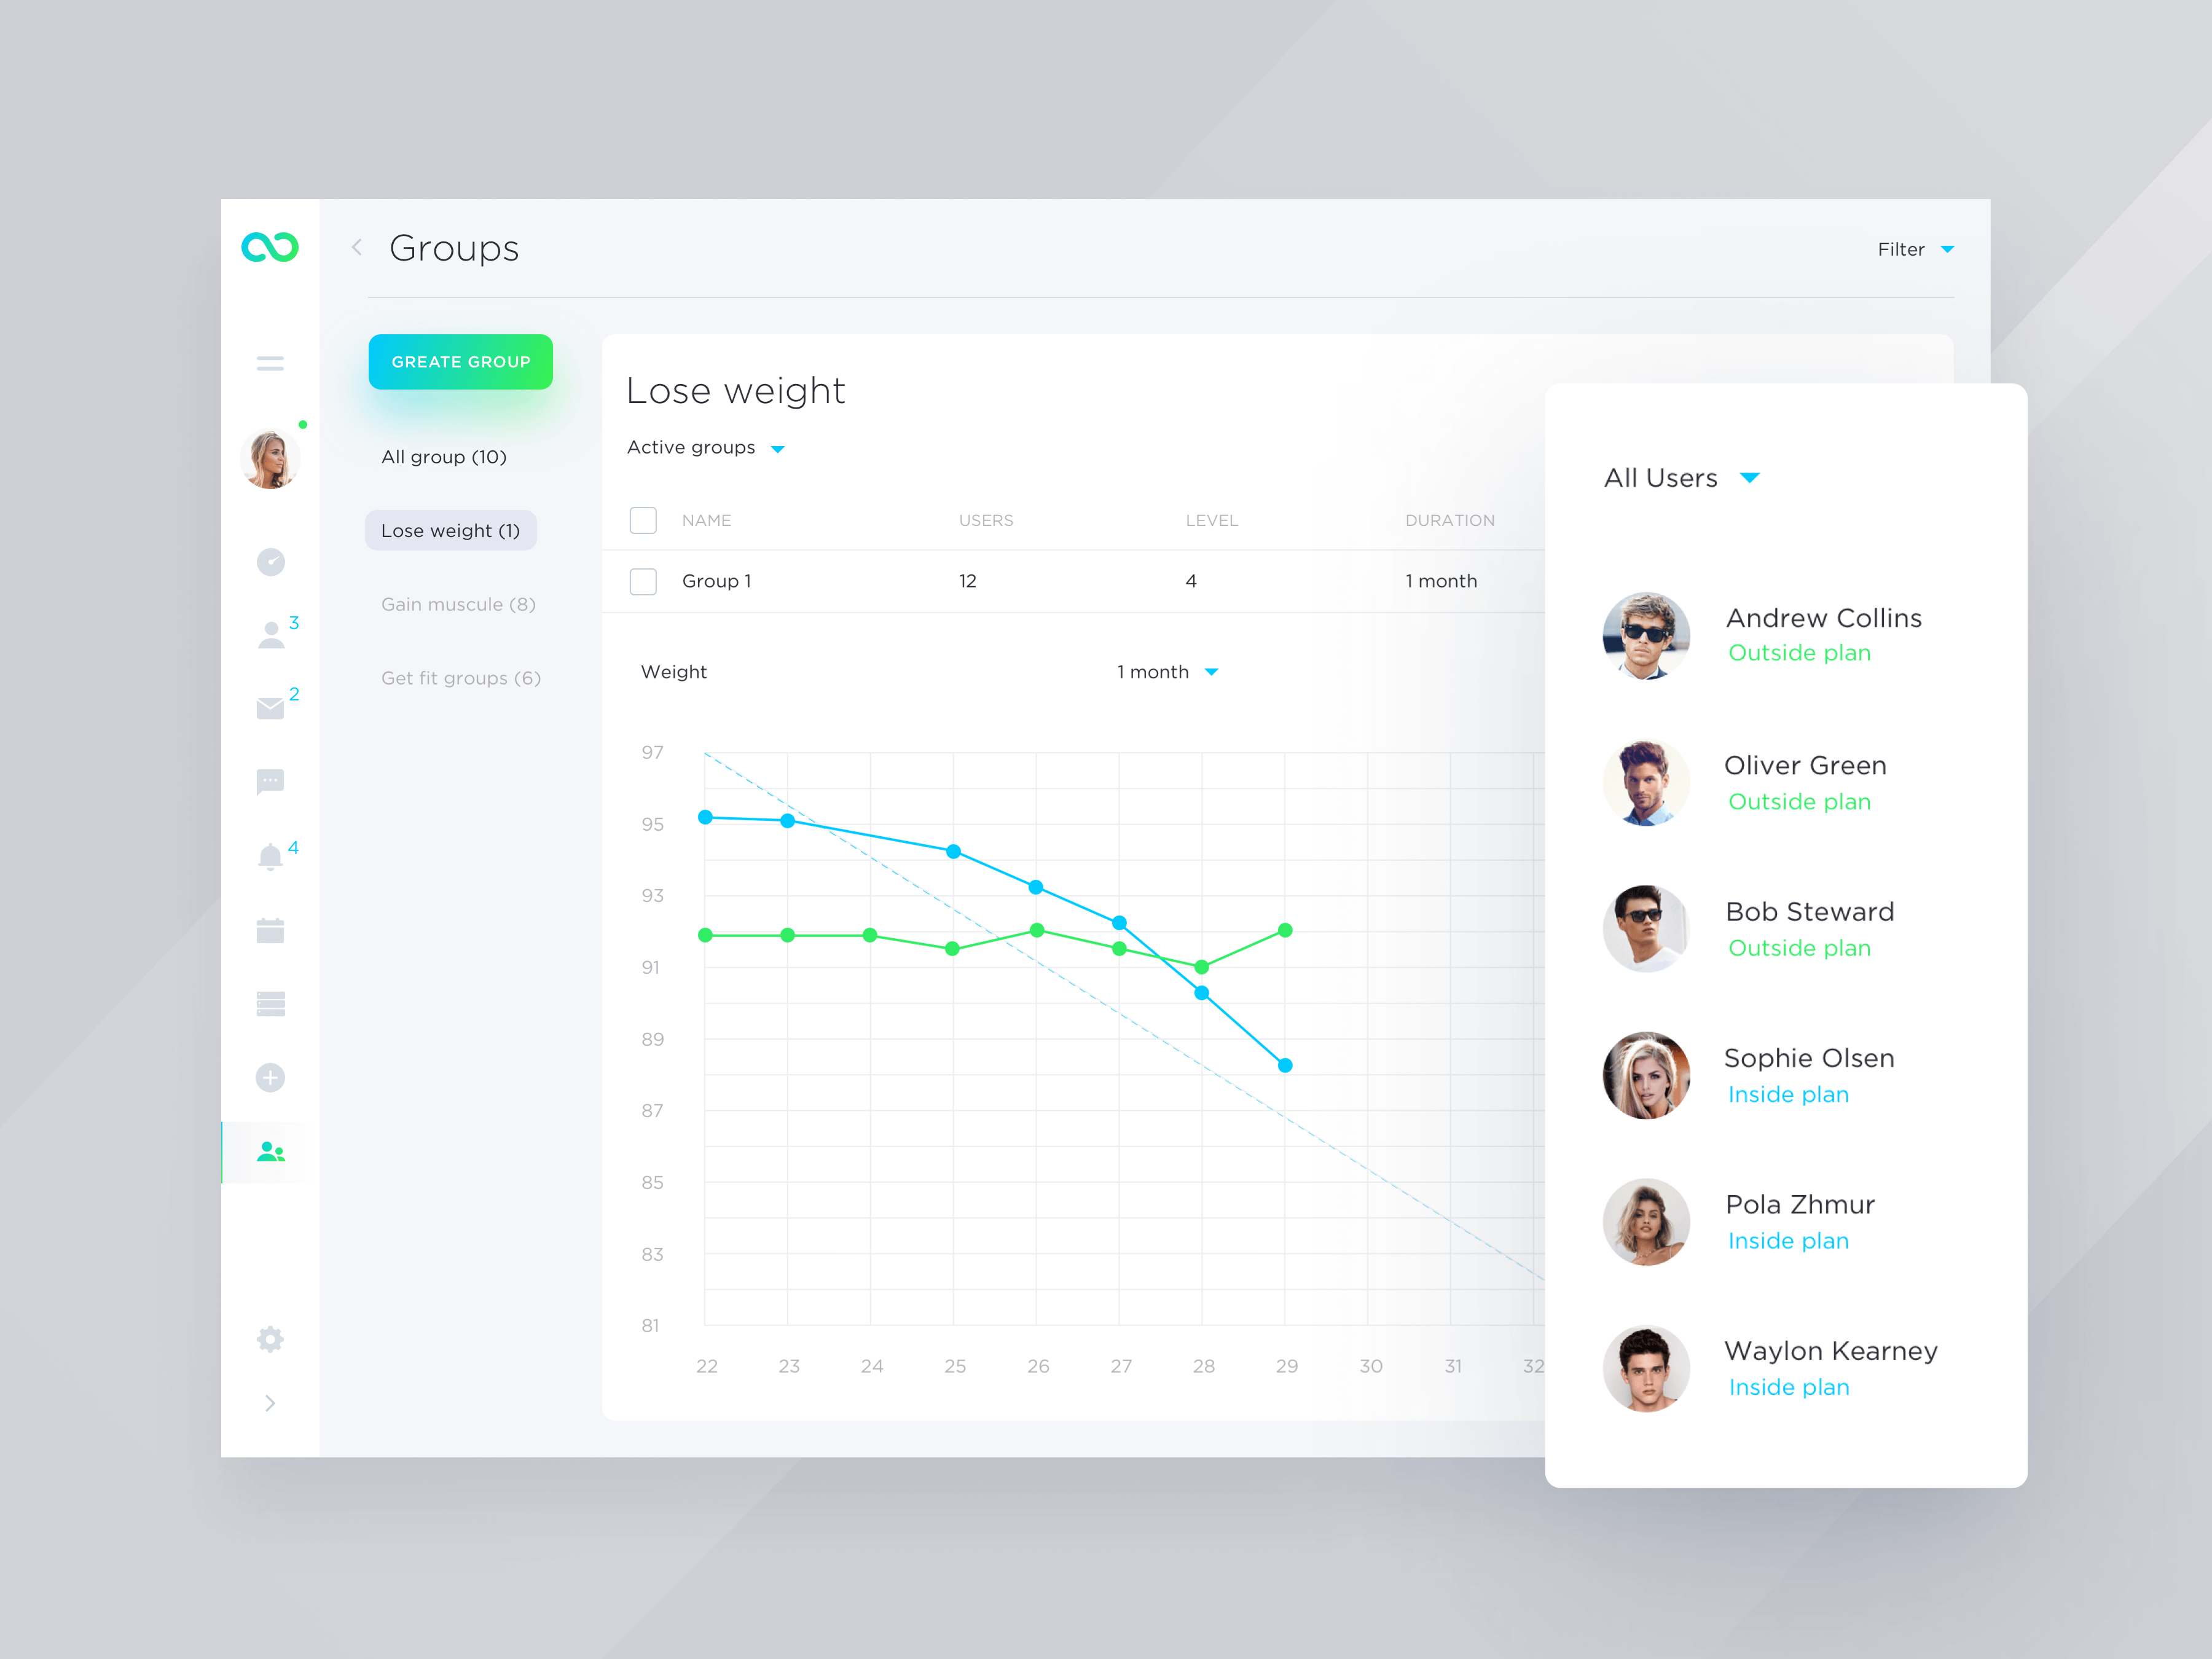 Groups
Filter
GREATE GROUP
All group (10)
Lose weight (1)
Gain muscule (8)
Get fit groups (6)
3
2
4
Lose weight
Active groups
NAME USERS LEVEL DURATION
Group 1 12 4 1 month
Weight 1 month
97
95
93
91
89
87
85
83
81
22 23 24 25 26 27 28 29 30 31 32
All Users
Andrew Collins
Outside plan
Oliver Green
Outside plan
Bob Steward
Outside plan
Sophie Olsen
Inside plan
Pola Zhmur
Inside plan
Waylon Kearney
Inside plan